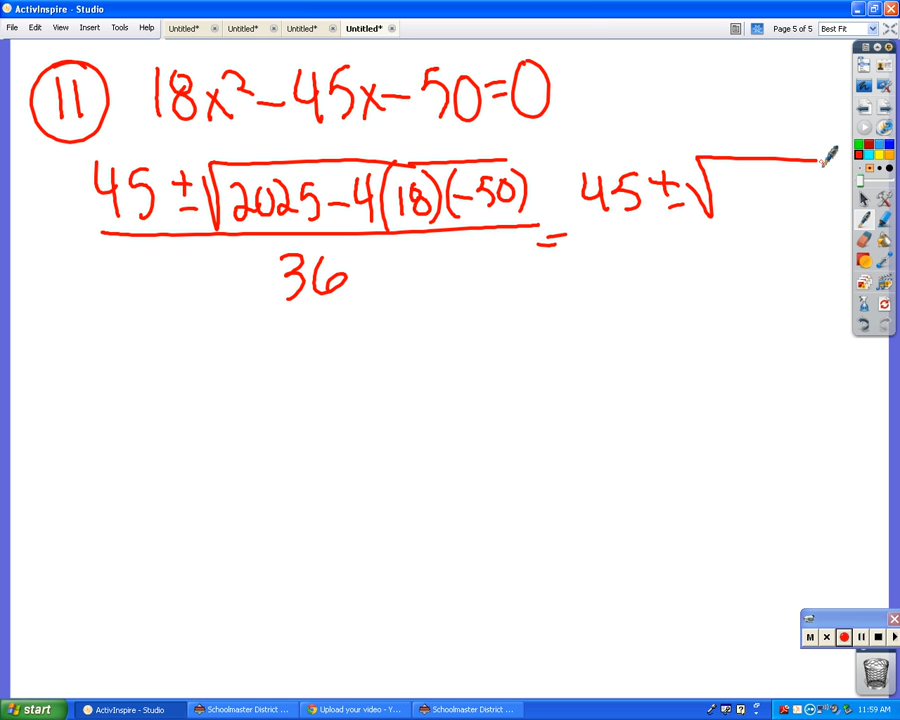 ActivInspire - Studio
File Edit View Insert Tools Help Untitled* Untitled* Untitled* Untitled* Page 5 of 5 Best Fit
11 18x² - 45x - 50 = 0
45 ± √2025 - 4(18)(-50) = 45 ± √
36
M
start ActivInspire - Studio Schoolmaster District ... Upload your video - Y... Schoolmaster District ... 11:59 AM